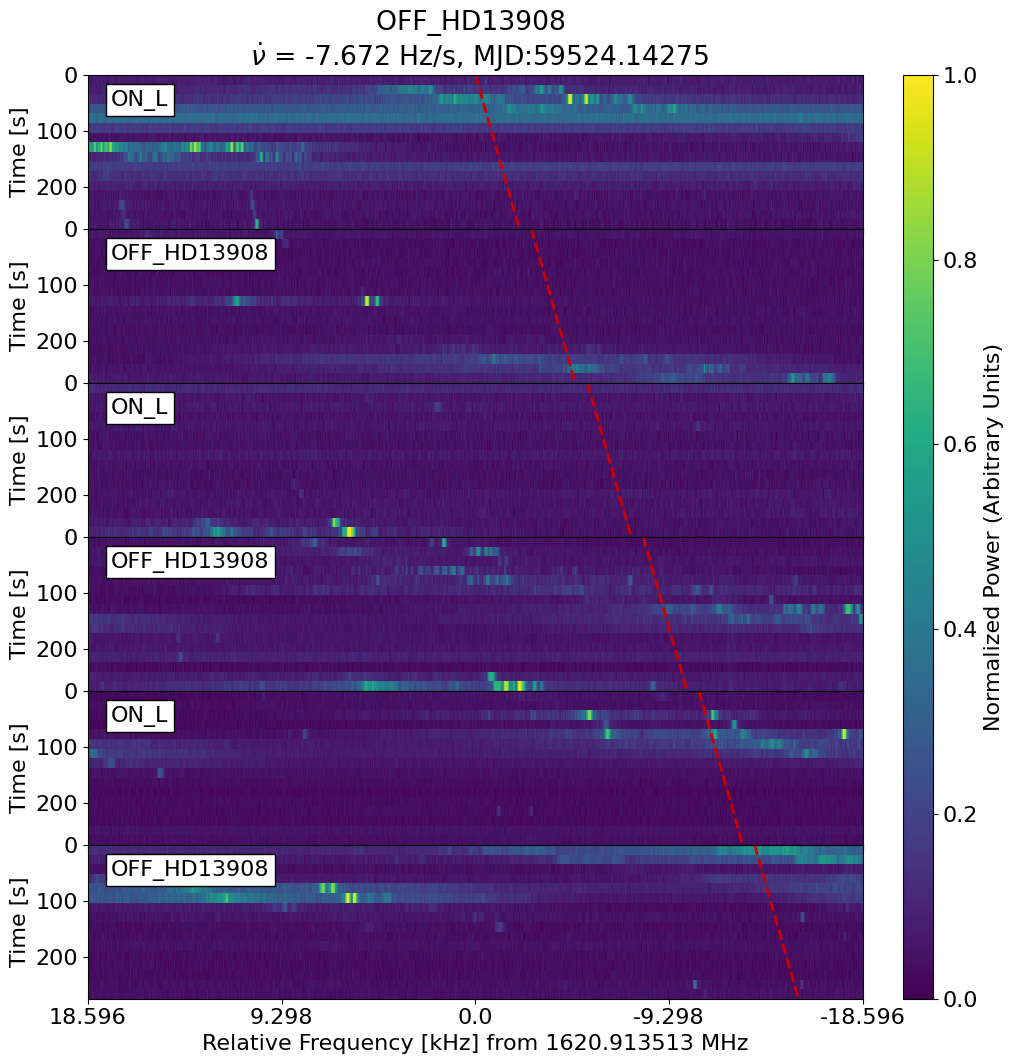 OFF_HD13908
ν̇ = -7.672 Hz/s, MJD:59524.14275
0
100
200
Time [s]
ON_L
0
100
200
Time [s]
OFF_HD13908
0
100
200
Time [s]
ON_L
0
100
200
Time [s]
OFF_HD13908
0
100
200
Time [s]
ON_L
0
100
200
Time [s]
OFF_HD13908
18.596 9.298 0.0 -9.298 -18.596
Relative Frequency [kHz] from 1620.913513 MHz
1.0
0.8
0.6
0.4
0.2
0.0
Normalized Power (Arbitrary Units)